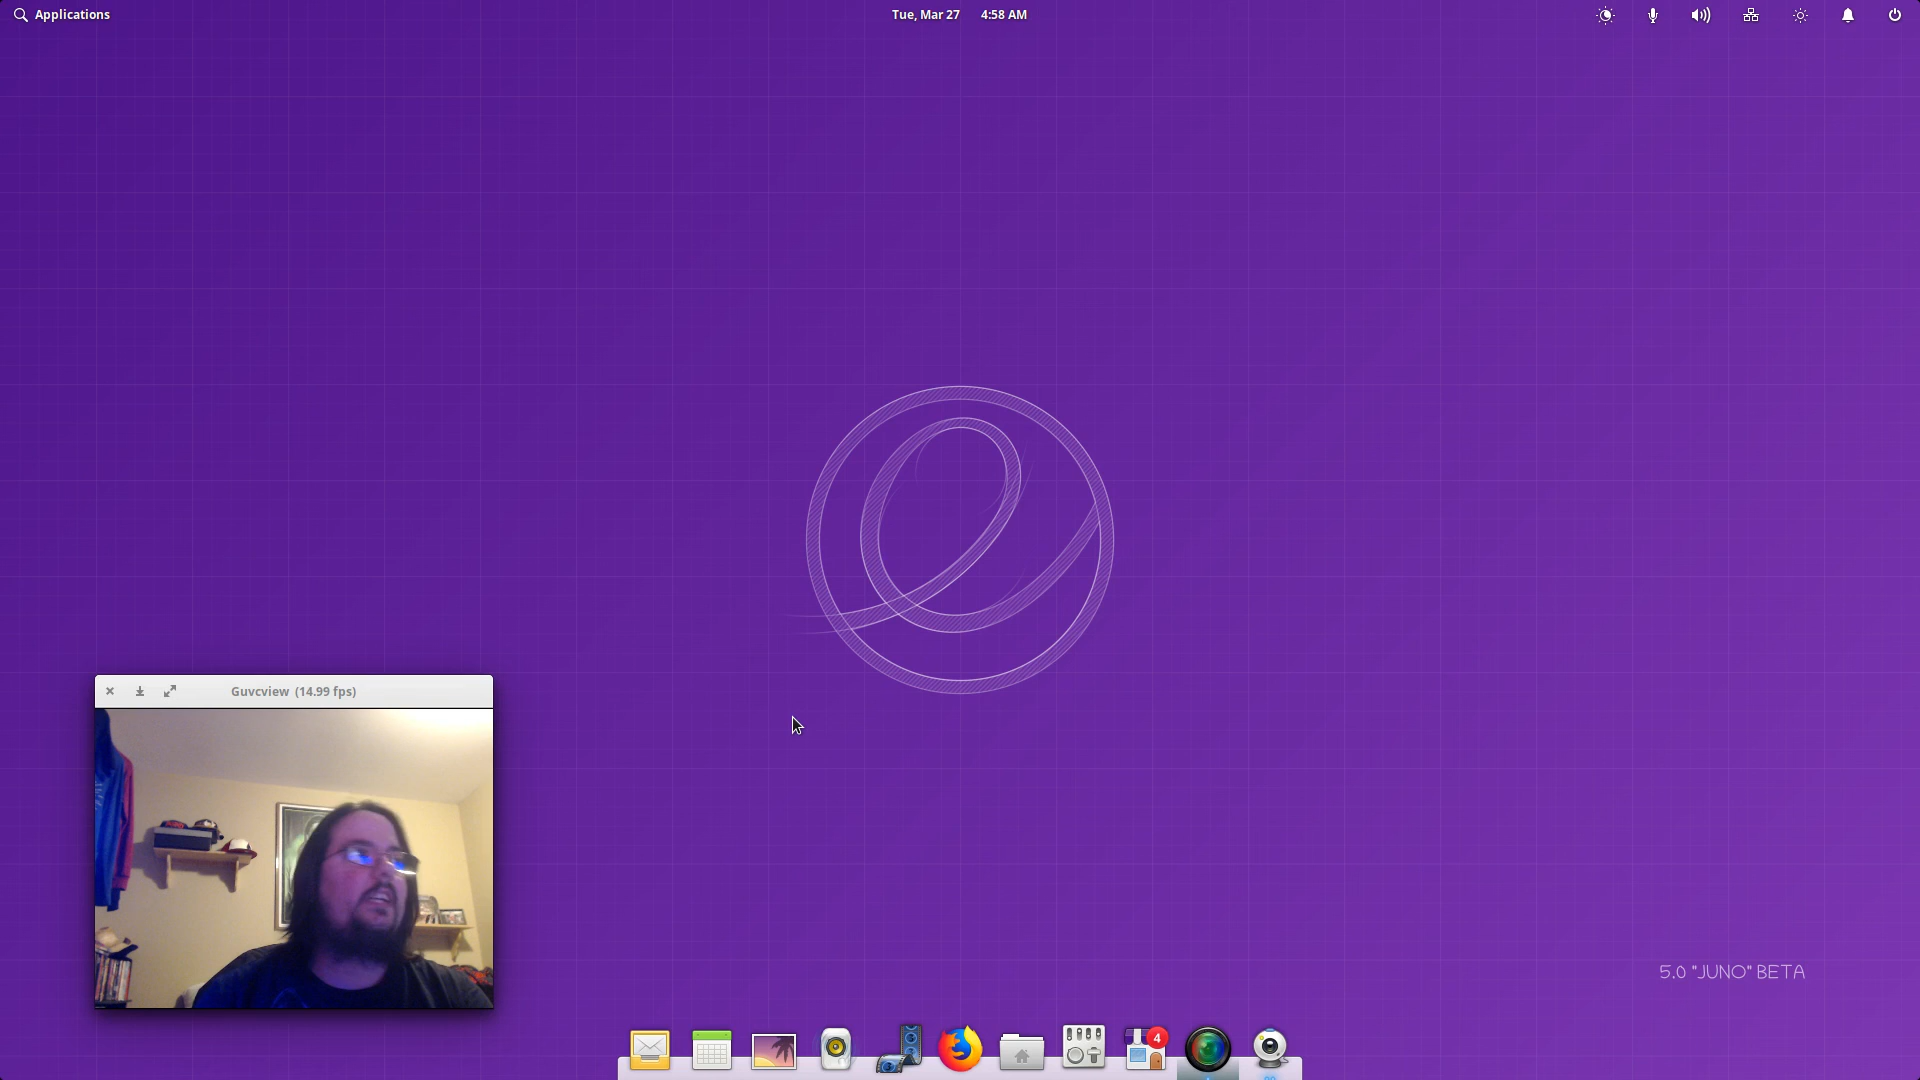 Applications
Tue, Mar 27 4:58 AM
Guvcview (14.99 fps)
5.0 "JUNO" BETA
4